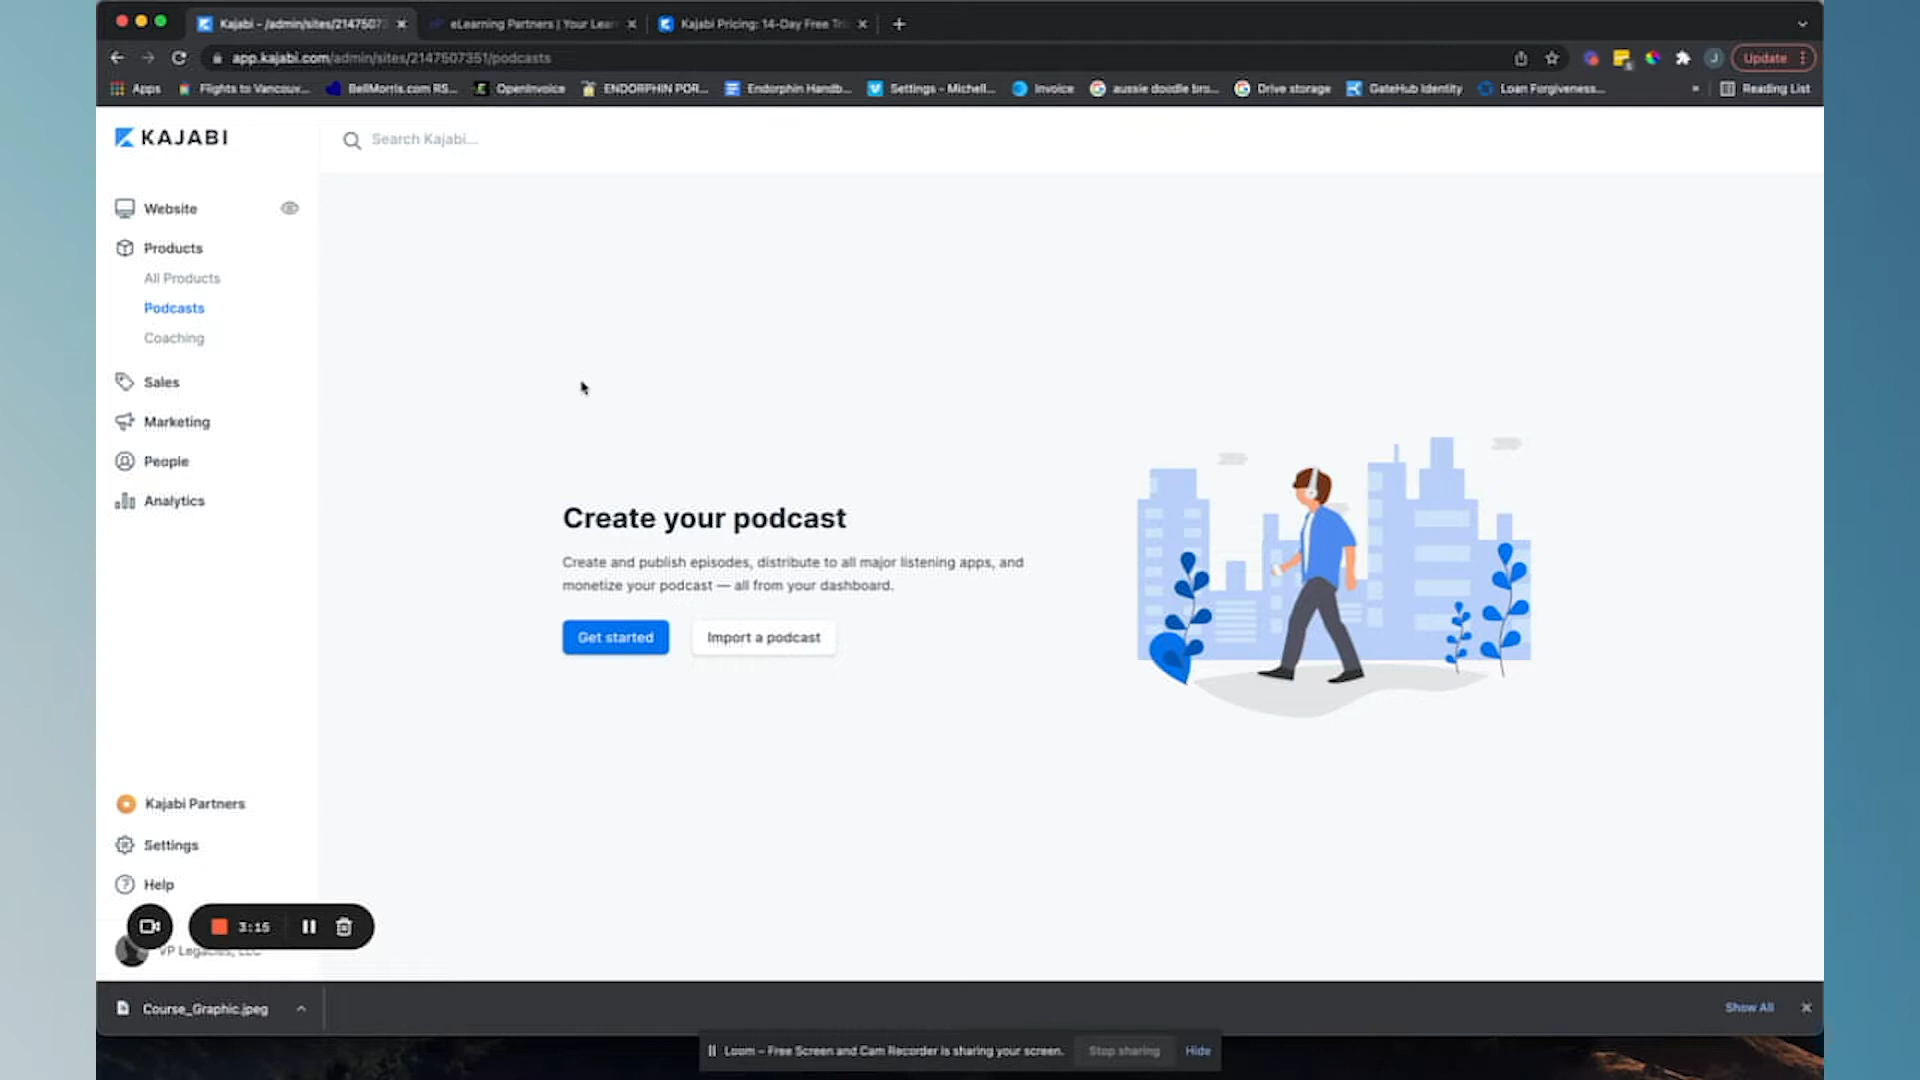 Kajabi - /admin/sites/2147507
eLearning Partners | Your Lear
Kajabi Pricing: 14-Day Free Tri
app.kajabi.com/admin/sites/2147507351/podcasts
Update
Apps
Flights to Vancouv...
BellMorris.com RS...
OpenInvoice
ENDORPHIN POR...
Endorphin Handb...
Settings - Michell...
Invoice
aussie doodle bro...
Drive storage
GateHub Identity
Loan Forgiveness...
»
Reading List
KAJABI
Search Kajabi...
Website
Products
All Products
Podcasts
Coaching
Sales
Marketing
People
Analytics
Create your podcast
Create and publish episodes, distribute to all major listening apps, and
monetize your podcast — all from your dashboard.
Get started
Import a podcast
Kajabi Partners
Settings
Help
3:15
VP Legacies, LLC
Course_Graphic.jpeg
Show All
Loom – Free Screen and Cam Recorder is sharing your screen.
Stop sharing
Hide